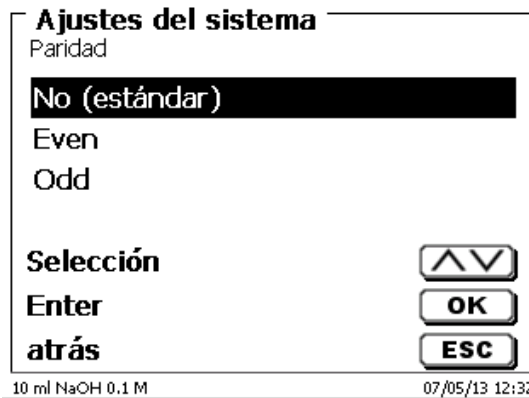 Ajustes del sistema
Paridad
No (estándar)
Even
Odd
Selección
Enter OK
atrás ESC
10 ml NaOH 0.1 M 07/05/13 12:32